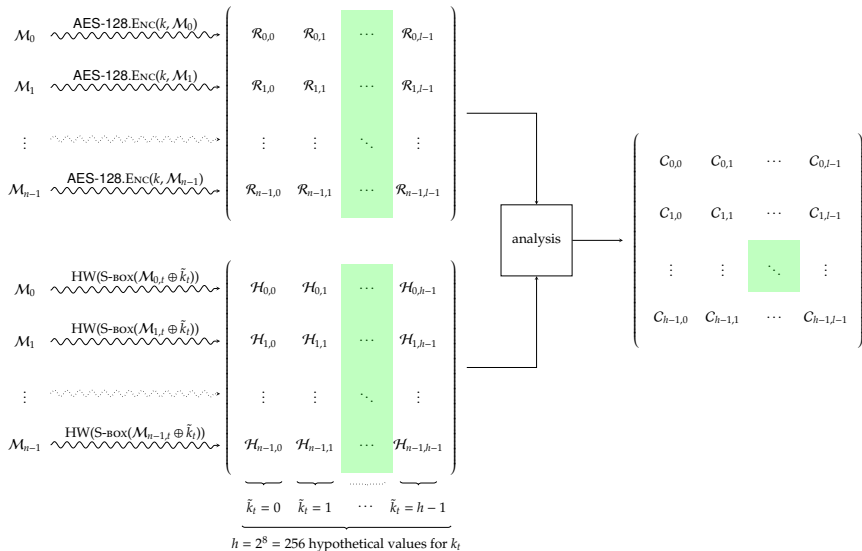 M₀ AES-128.Enc(k, M₀) R₀,₀ R₀,₁ ⋯ R₀,l−1
M₁ AES-128.Enc(k, M₁) R₁,₀ R₁,₁ ⋯ R₁,l−1
⋮ ⋮ ⋮ ⋱ ⋮
Mn−1 AES-128.Enc(k, Mn−1) Rn−1,0 Rn−1,1 ⋯ Rn−1,l−1
M₀ HW(S-box(M₀,t ⊕ k̃t)) H₀,₀ H₀,₁ ⋯ H₀,h−1
M₁ HW(S-box(M₁,t ⊕ k̃t)) H₁,₀ H₁,₁ ⋯ H₁,h−1
⋮ ⋮ ⋮ ⋱ ⋮
Mn−1 HW(S-box(Mn−1,t ⊕ k̃t)) Hn−1,0 Hn−1,1 ⋯ Hn−1,h−1
k̃t = 0 k̃t = 1 ⋯ k̃t = h − 1
h = 2⁸ = 256 hypothetical values for kt
analysis
C₀,₀ C₀,₁ ⋯ C₀,l−1
C₁,₀ C₁,₁ ⋯ C₁,l−1
⋮ ⋮ ⋱ ⋮
Ch−1,0 Ch−1,1 ⋯ Ch−1,l−1